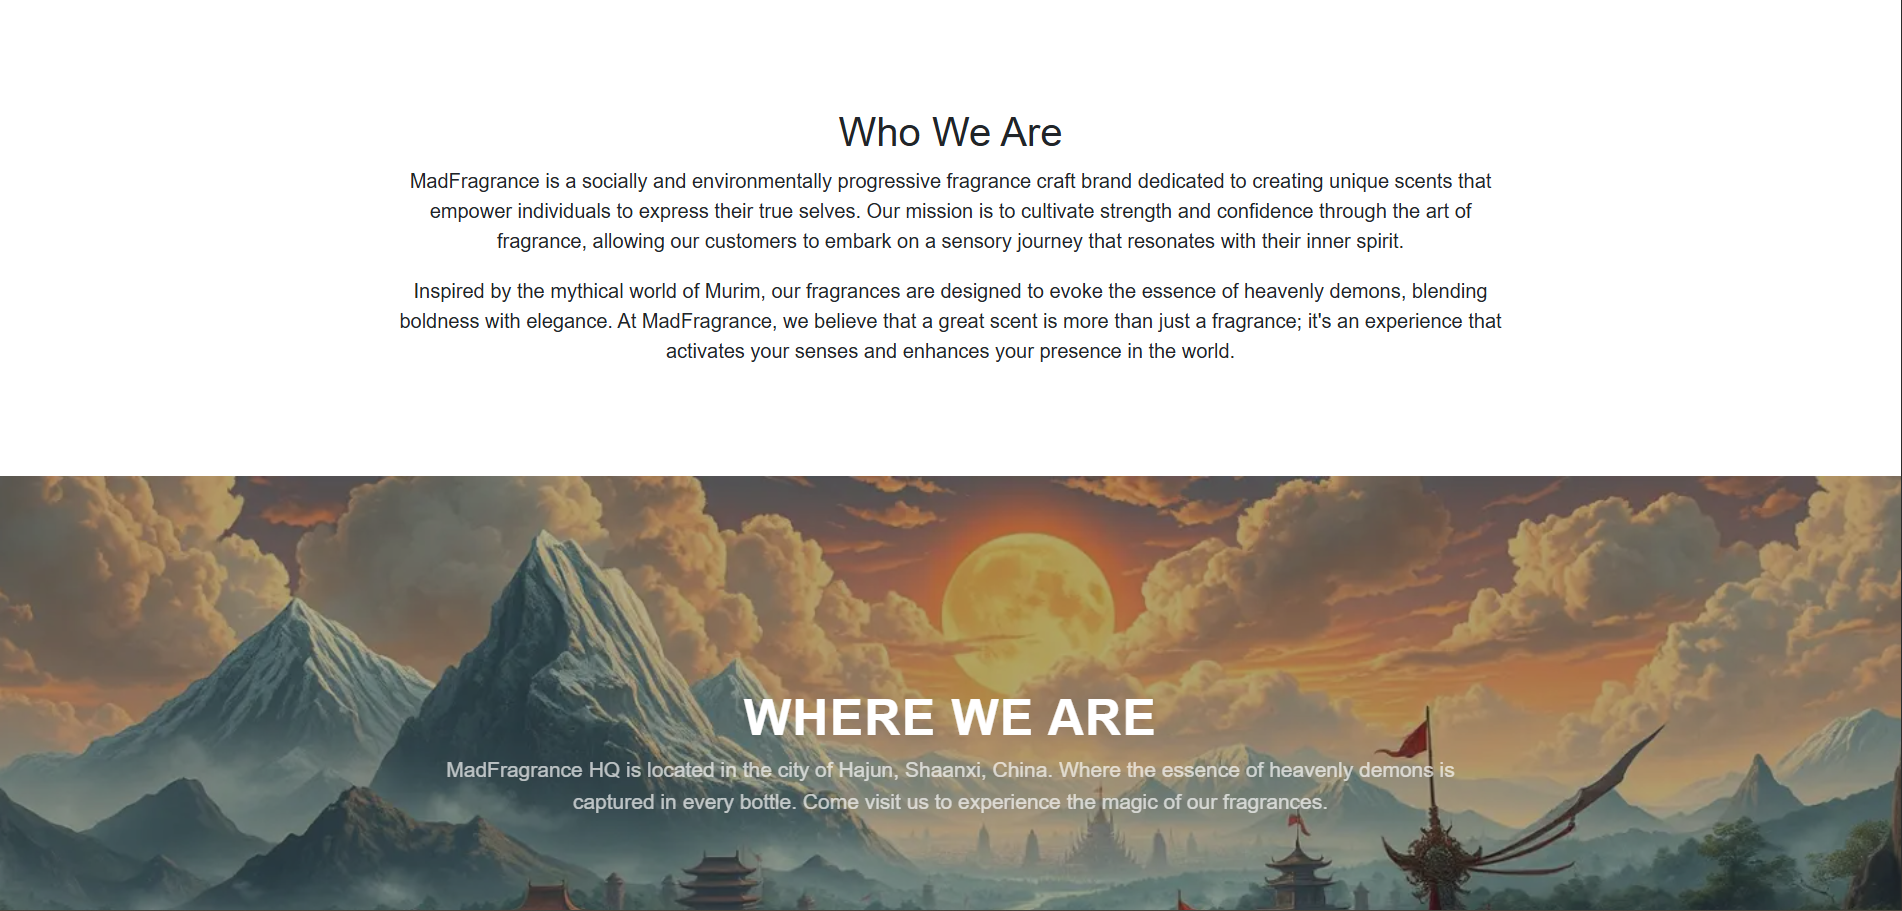 Who We Are
MadFragrance is a socially and environmentally progressive fragrance craft brand dedicated to creating unique scents that
empower individuals to express their true selves. Our mission is to cultivate strength and confidence through the art of
fragrance, allowing our customers to embark on a sensory journey that resonates with their inner spirit.
Inspired by the mythical world of Murim, our fragrances are designed to evoke the essence of heavenly demons, blending
boldness with elegance. At MadFragrance, we believe that a great scent is more than just a fragrance; it's an experience that
activates your senses and enhances your presence in the world.
WHERE WE ARE
MadFragrance HQ is located in the city of Hajun, Shaanxi, China. Where the essence of heavenly demons is
captured in every bottle. Come visit us to experience the magic of our fragrances.